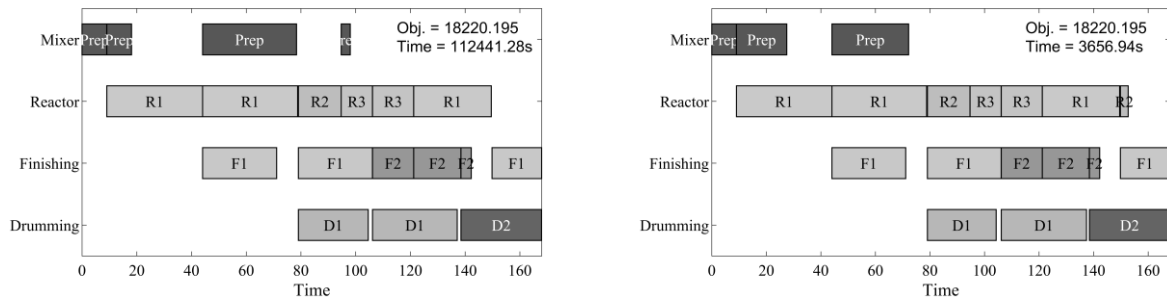 Obj. = 18220.195
Mixer Prep Prep Prep
Time = 112441.28s
Reactor R1 R1 R2 R3 R3 R1
Finishing F1 F1 F2 F2 F2 F1
Drumming D1 D1 D2
0 20 40 60 80 100 120 140 160
Time
Obj. = 18220.195
Mixer Prep Prep Prep
Time = 3656.94s
Reactor R1 R1 R2 R3 R3 R1 R2
Finishing F1 F1 F2 F2 F2 F1
Drumming D1 D1 D2
0 20 40 60 80 100 120 140 160
Time